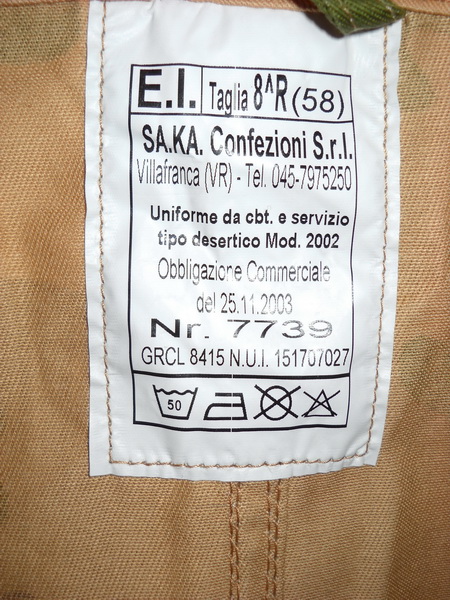 E.I. Taglia 8^R (58)
SA.KA. Confezioni S.r.l.
Villafranca (VR) - Tel. 045-7975250
Uniforme da cbt. e servizio
tipo desertico Mod. 2002
Obbligazione Commerciale
del 25.11.2003
Nr. 7739
GRCL 8415 N.U.I. 151707027
50